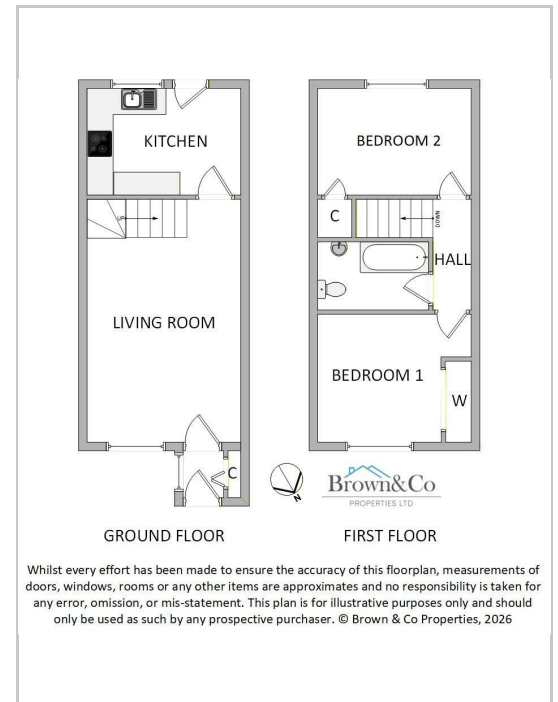 KITCHEN
BEDROOM 2
UP
C
DOWN
HALL
LIVING ROOM
BEDROOM 1
W
C
N
Brown&Co
PROPERTIES LTD
GROUND FLOOR
FIRST FLOOR
Whilst every effort has been made to ensure the accuracy of this floorplan, measurements of
doors, windows, rooms or any other items are approximates and no responsibility is taken for
any error, omission, or mis-statement. This plan is for illustrative purposes only and should
only be used as such by any prospective purchaser. © Brown & Co Properties, 2026